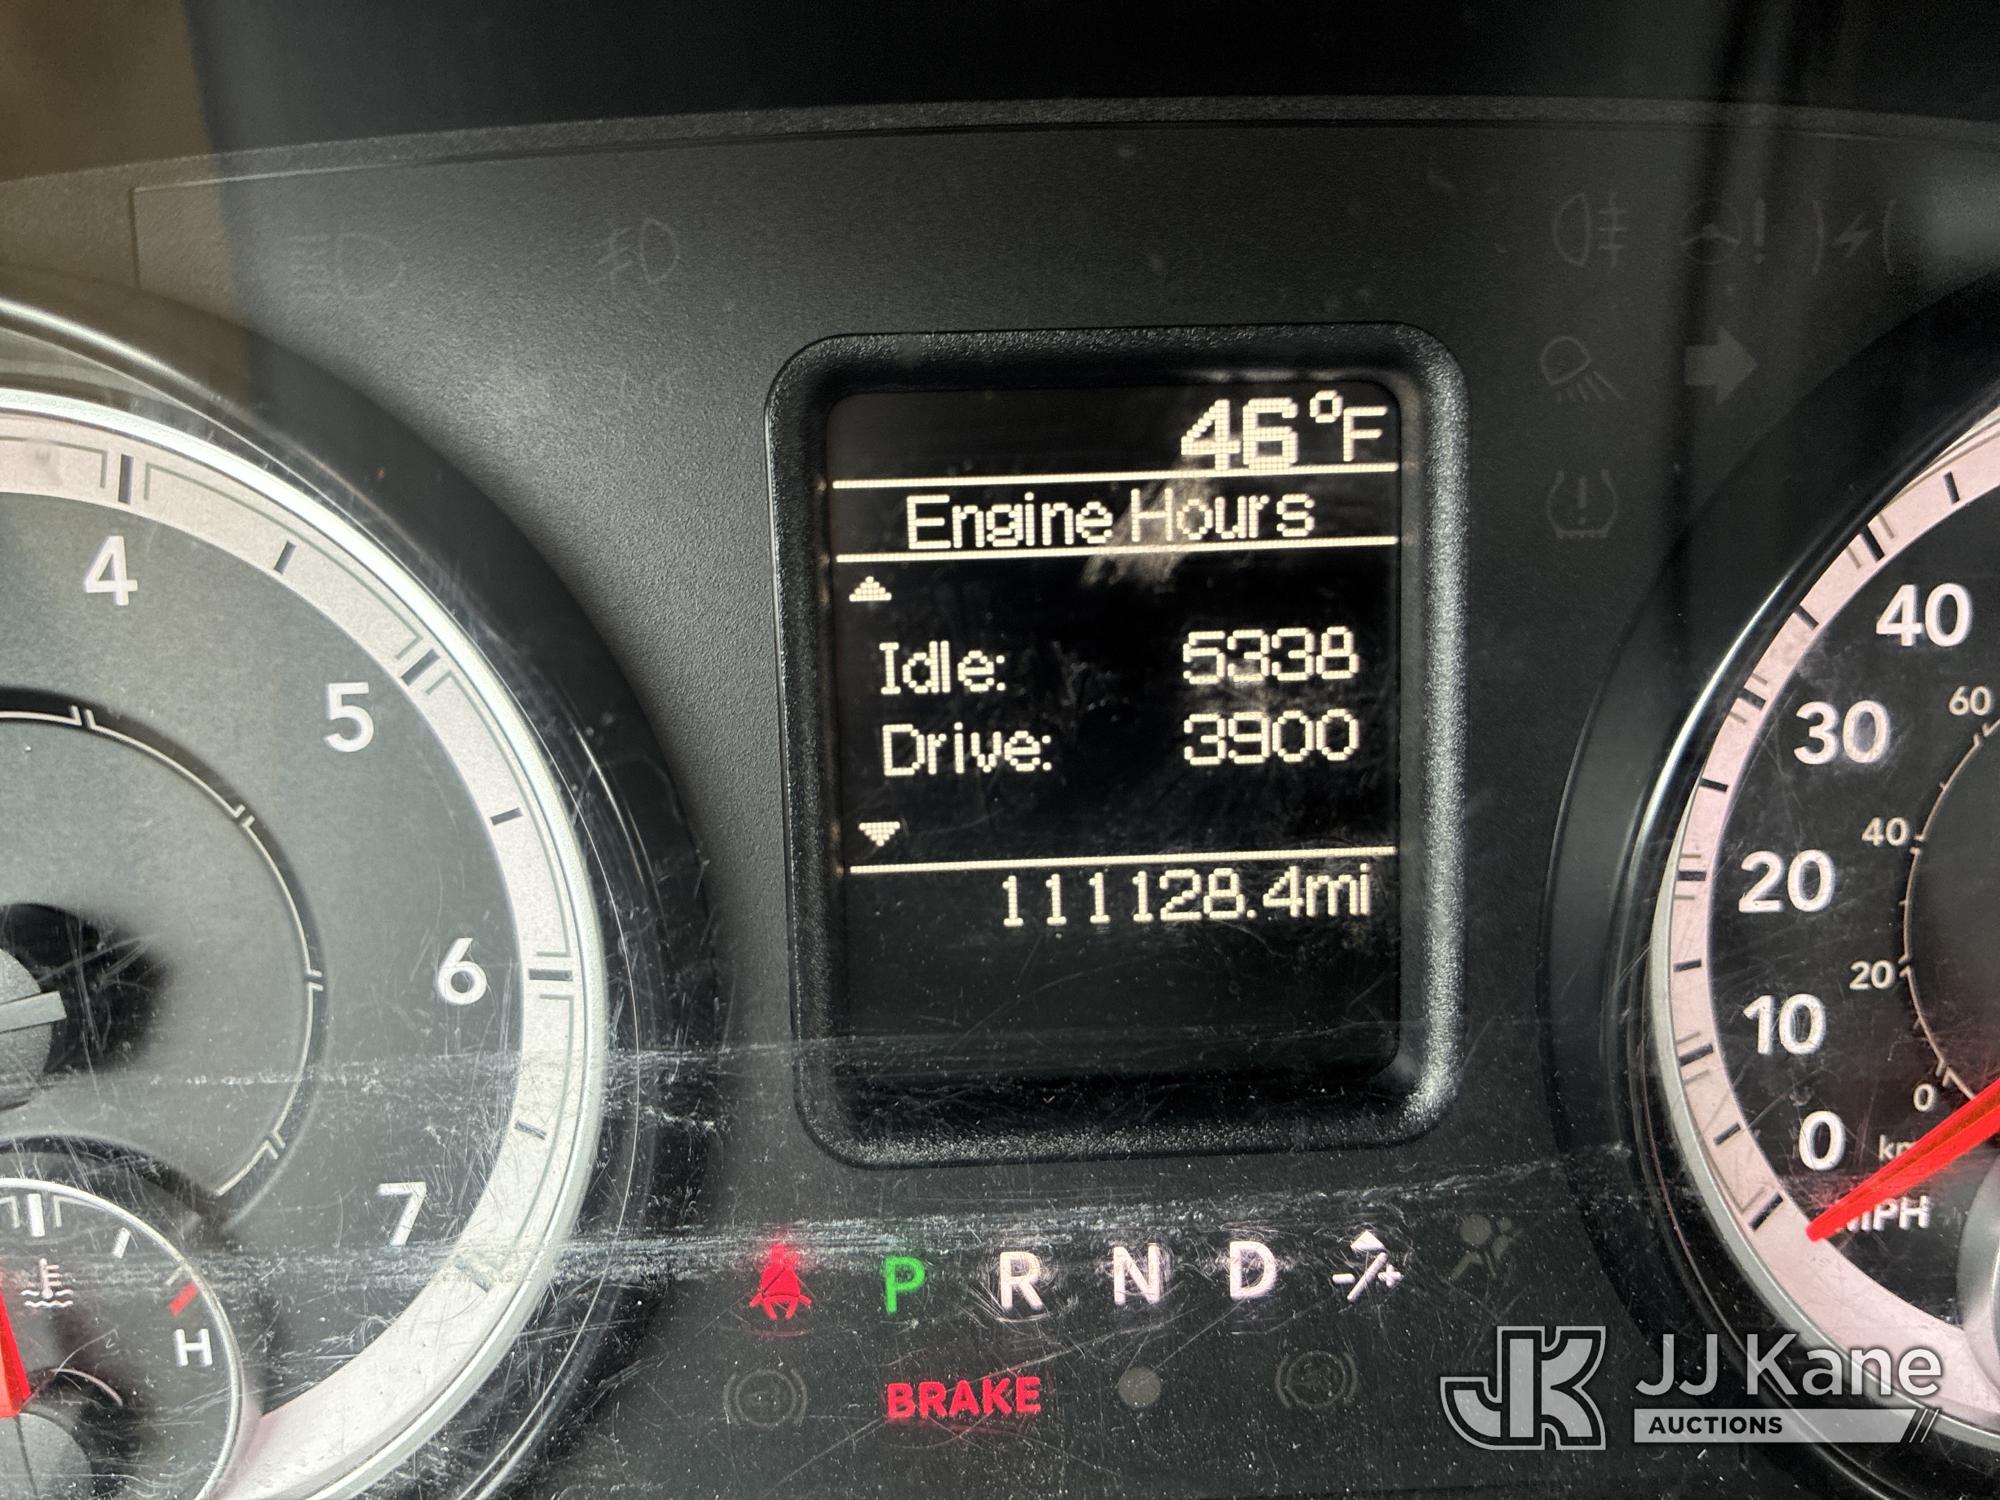 46°F
Engine Hours
Idle: 5338
Drive: 3900
111128.4mi
4
5
6
7
H
40
30
20
10
0
MPH
60
40
20
0
P R N D -/+
BRAKE
JK JJ Kane
AUCTIONS